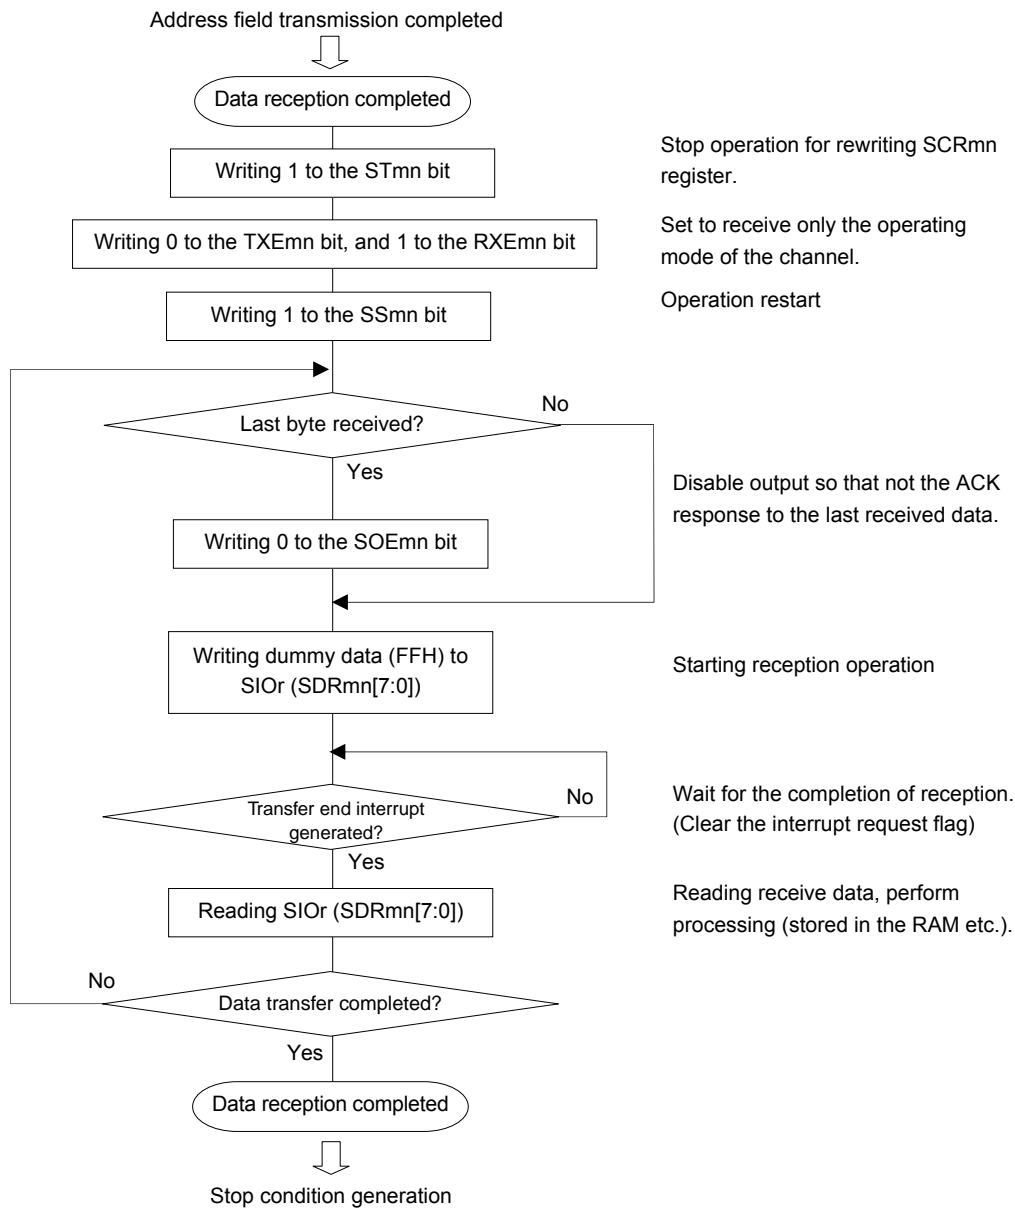 Address field transmission completed
Data reception completed
Writing 1 to the STmn bit
Stop operation for rewriting SCRmn
register.
Writing 0 to the TXEmn bit, and 1 to the RXEmn bit
Set to receive only the operating
mode of the channel.
Writing 1 to the SSmn bit
Operation restart
Last byte received?
No
Yes
Disable output so that not the ACK
response to the last received data.
Writing 0 to the SOEmn bit
Writing dummy data (FFH) to
SIOr (SDRmn[7:0])
Starting reception operation
Transfer end interrupt
generated?
No
Yes
Wait for the completion of reception.
(Clear the interrupt request flag)
Reading SIOr (SDRmn[7:0])
Reading receive data, perform
processing (stored in the RAM etc.).
No
Data transfer completed?
Yes
Data reception completed
Stop condition generation